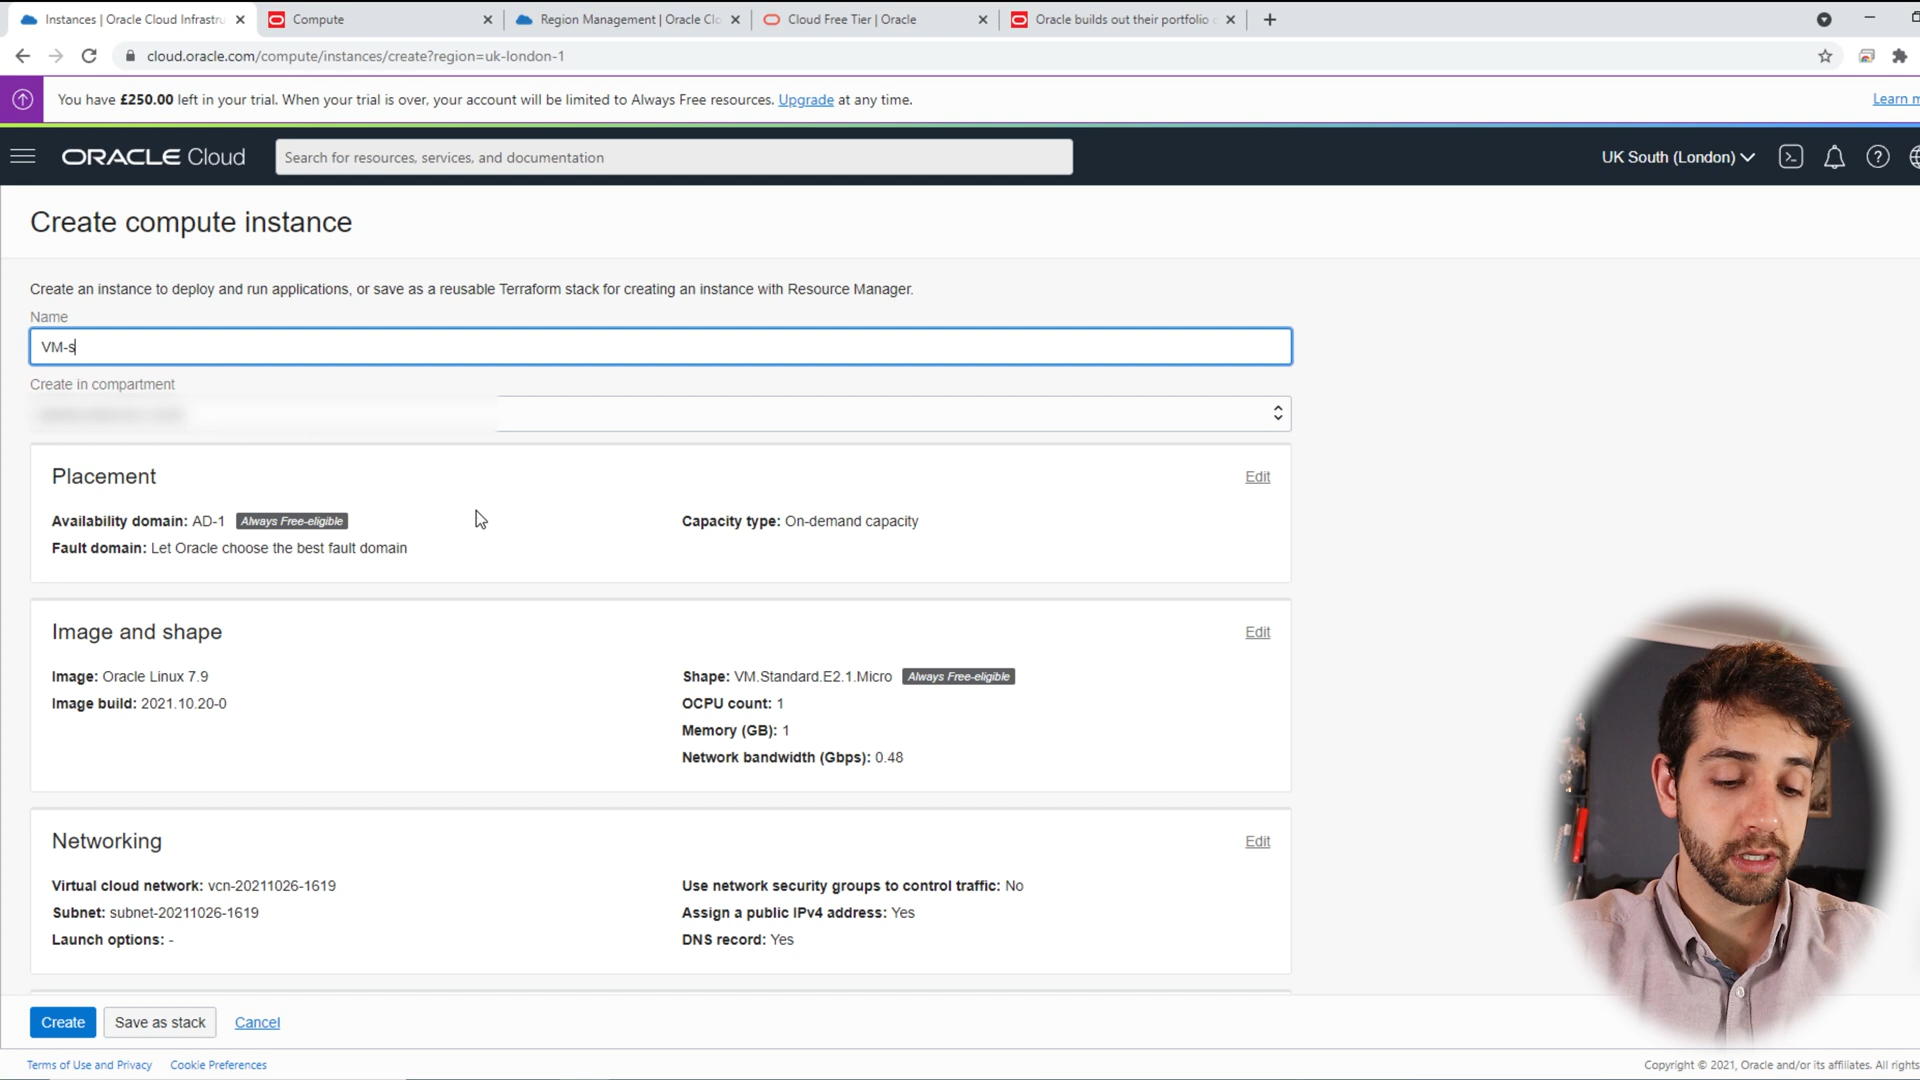 Instances | Oracle Cloud Infrastru
Compute
Region Management | Oracle Clo
Cloud Free Tier | Oracle
Oracle builds out their portfolio
cloud.oracle.com/compute/instances/create?region=uk-london-1
You have £250.00 left in your trial. When your trial is over, your account will be limited to Always Free resources. Upgrade at any time.
Learn m
ORACLE Cloud
Search for resources, services, and documentation
UK South (London)
Create compute instance
Create an instance to deploy and run applications, or save as a reusable Terraform stack for creating an instance with Resource Manager.
Name
VM-s
Create in compartment
Placement
Edit
Availability domain: AD-1 Always Free-eligible
Capacity type: On-demand capacity
Fault domain: Let Oracle choose the best fault domain
Image and shape
Edit
Image: Oracle Linux 7.9
Shape: VM.Standard.E2.1.Micro Always Free-eligible
Image build: 2021.10.20-0
OCPU count: 1
Memory (GB): 1
Network bandwidth (Gbps): 0.48
Networking
Edit
Virtual cloud network: vcn-20211026-1619
Use network security groups to control traffic: No
Subnet: subnet-20211026-1619
Assign a public IPv4 address: Yes
Launch options: -
DNS record: Yes
Create
Save as stack
Cancel
Terms of Use and Privacy
Cookie Preferences
Copyright © 2021, Oracle and/or its affiliates. All rights